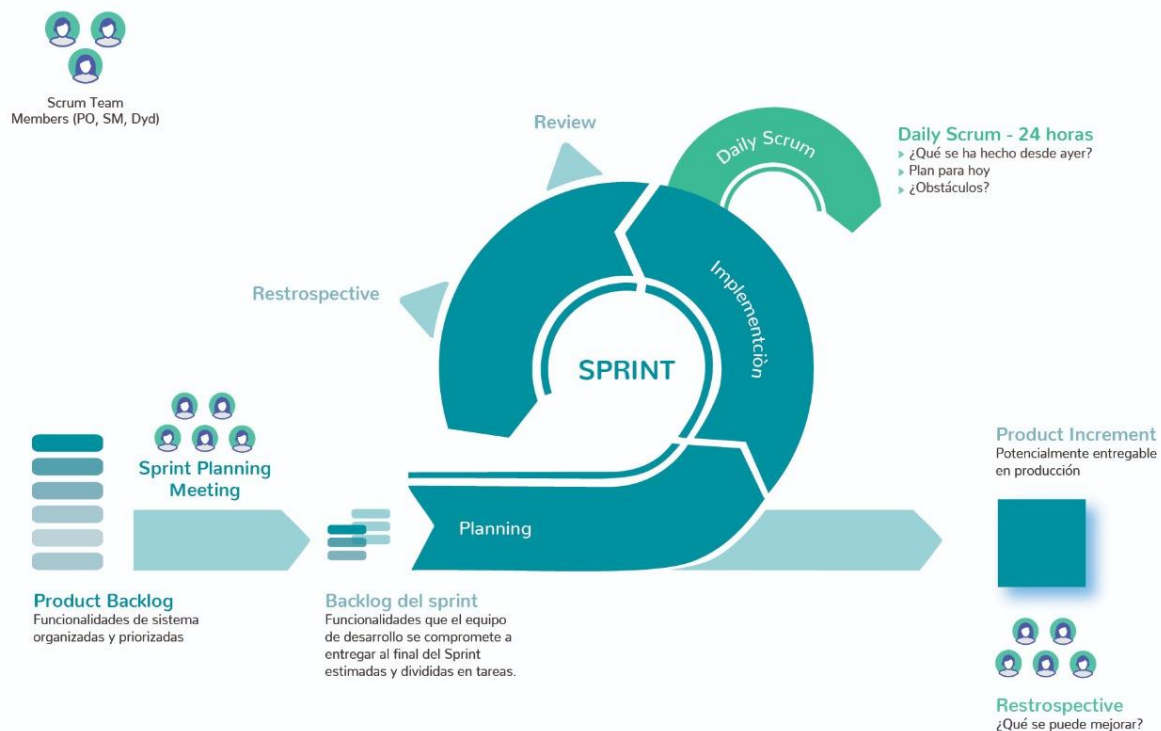 Scrum Team
Members (PO, SM, Dyd)
Review
Daily Scrum
Daily Scrum - 24 horas
¿Qué se ha hecho desde ayer?
Plan para hoy
¿Obstáculos?
Restrospective
Implementciòn
SPRINT
Sprint Planning
Meeting
Planning
Product Backlog
Funcionalidades de sistema
organizadas y priorizadas
Backlog del sprint
Funcionalidades que el equipo
de desarrollo se compromete a
entregar al final del Sprint
estimadas y divididas en tareas.
Product Increment
Potencialmente entregable
en producción
Restrospective
¿Qué se puede mejorar?